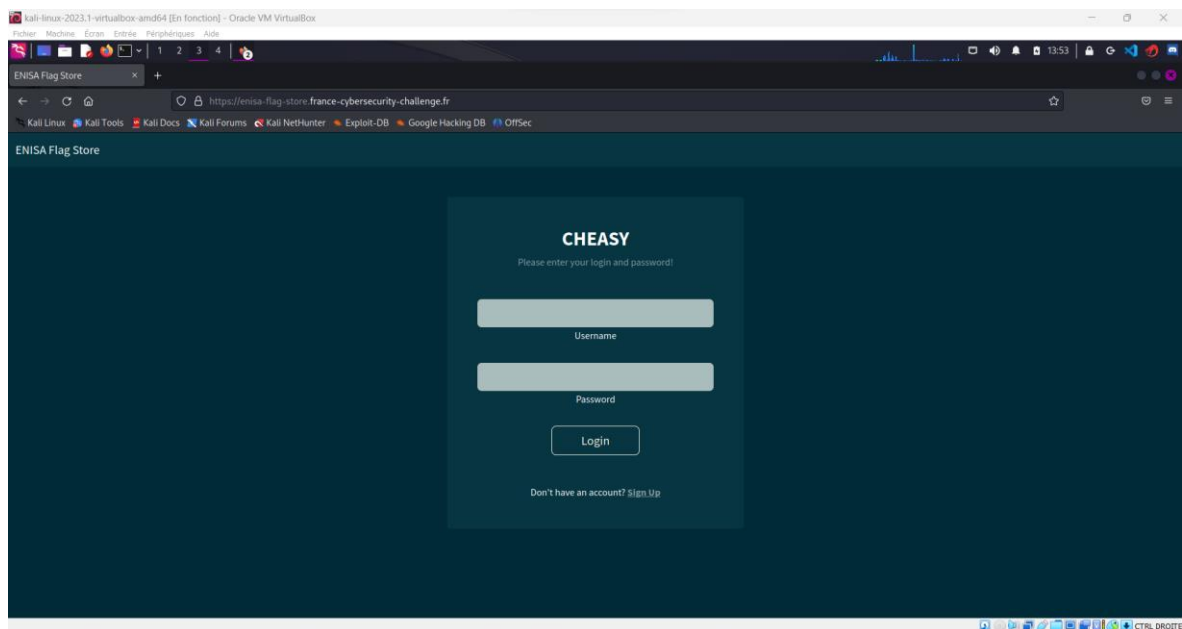 kali-linux-2023.1-virtualbox-amd64 [En fonction] - Oracle VM VirtualBox
Fichier Machine Écran Entrée Périphériques Aide
1 2 3 4 2 13:53
ENISA Flag Store
https://enisa-flag-store.france-cybersecurity-challenge.fr
Kali Linux Kali Tools Kali Docs Kali Forums Kali NetHunter Exploit-DB Google Hacking DB OffSec
ENISA Flag Store
CHEASY
Please enter your login and password!
Username
Password
Login
Don't have an account? Sign Up
CTRL DROITE